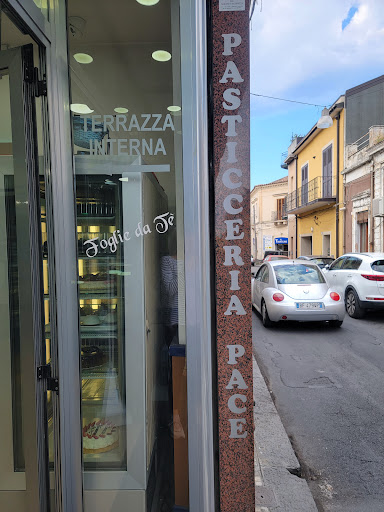 TERRAZZA
INTERNA
Foglie da Tè
PASTICCERIA PACE